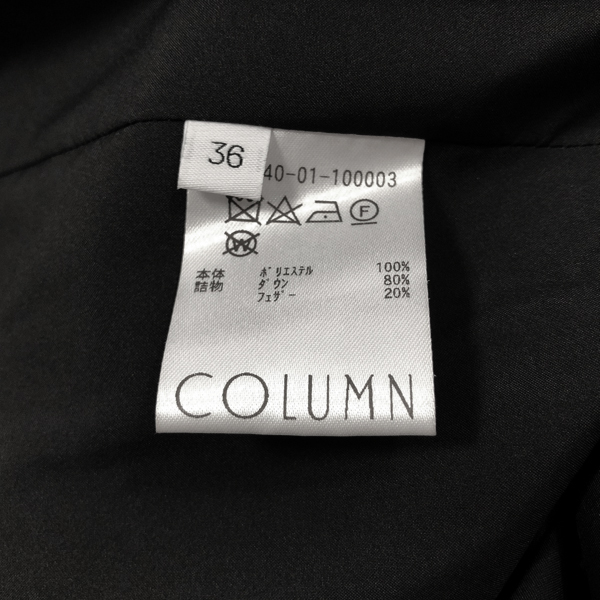 36
40-01-100003
F
W
本体 ポリエステル 100%
詰物 ダウン 80%
フェザー 20%
COLUMN